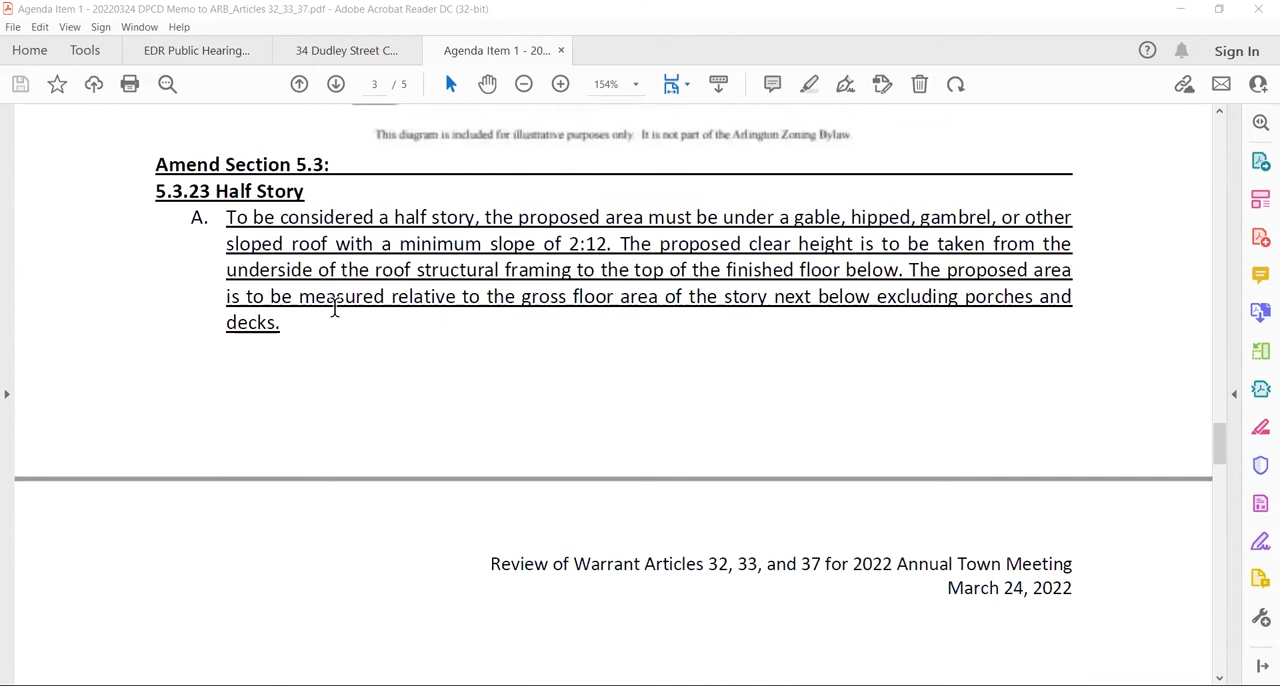 Agenda Item 1 - 20220324 DPCD Memo to ARB_Articles 32_33_37.pdf - Adobe Acrobat Reader DC (32-bit)
File Edit View Sign Window Help
Home Tools EDR Public Hearing... 34 Dudley Street C... Agenda Item 1 - 20... × Sign In
3 / 5 154%
This diagram is included for illustrative purposes only. It is not part of the Arlington Zoning Bylaw
Amend Section 5.3:
5.3.23 Half Story
A. To be considered a half story, the proposed area must be under a gable, hipped, gambrel, or other
sloped roof with a minimum slope of 2:12. The proposed clear height is to be taken from the
underside of the roof structural framing to the top of the finished floor below. The proposed area
is to be measured relative to the gross floor area of the story next below excluding porches and
decks.
Review of Warrant Articles 32, 33, and 37 for 2022 Annual Town Meeting
March 24, 2022